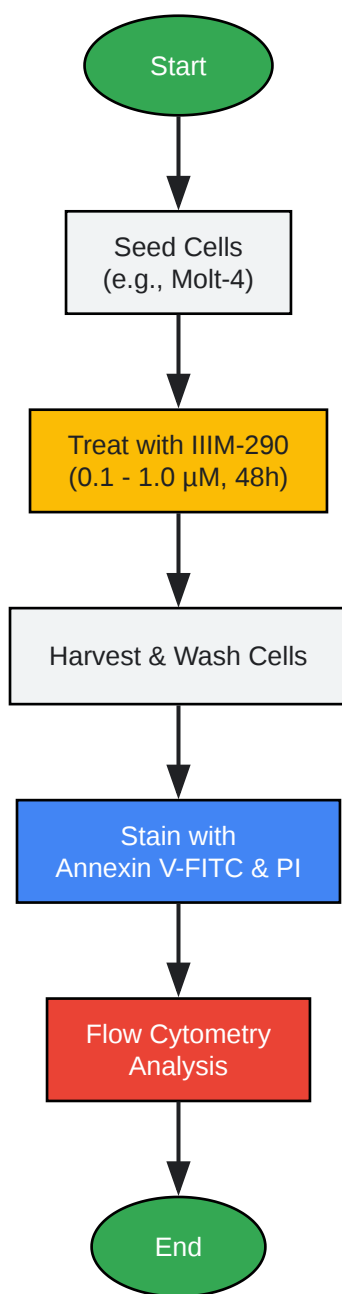 Start
Seed Cells
(e.g., Molt-4)
Treat with IIIM-290
(0.1 - 1.0 µM, 48h)
Harvest & Wash Cells
Stain with
Annexin V-FITC & PI
Flow Cytometry
Analysis
End